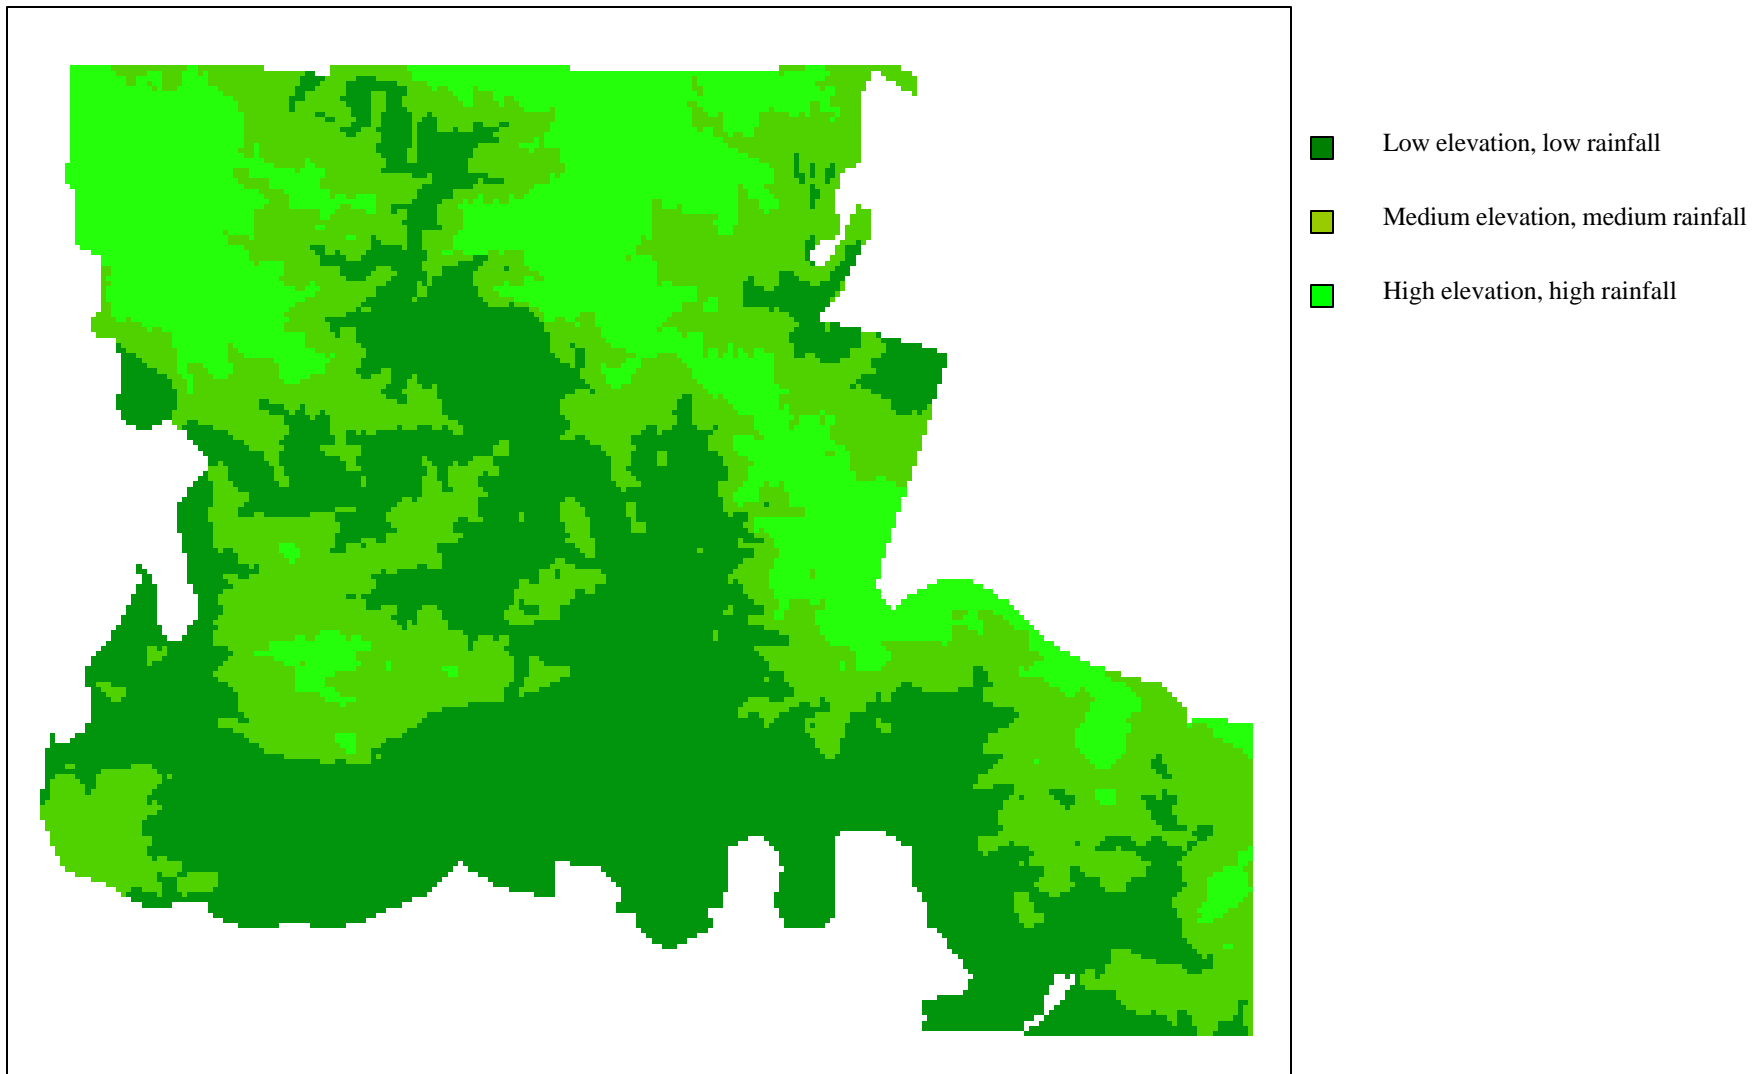 Low elevation, low rainfall
Medium elevation, medium rainfall
High elevation, high rainfall